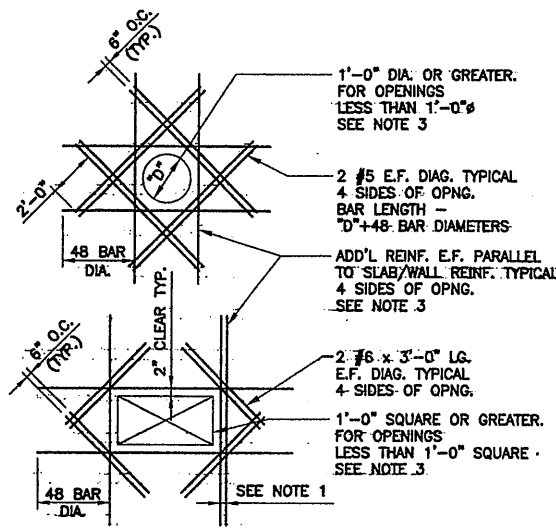 6" O.C.
(TYP.)
"D"
2'-0"
48 BAR
DIA.
2" CLEAR TYP.
1'-0" DIA. OR GREATER.
FOR OPENINGS
LESS THAN 1'-0"ø
SEE NOTE 3
2 #5 E.F. DIAG. TYPICAL
4 SIDES OF OPNG.
BAR LENGTH -
"D"+48 BAR DIAMETERS
ADD'L REINF. E.F. PARALLEL
TO SLAB/WALL REINF. TYPICAL
4 SIDES OF OPNG.
SEE NOTE 3
6" O.C.
(TYP.)
2 #6 x 3'-0" LG.
E.F. DIAG. TYPICAL
4 SIDES OF OPNG.
1'-0" SQUARE OR GREATER.
FOR OPENINGS
LESS THAN 1'-0" SQUARE
SEE NOTE 3
48 BAR
DIA.
SEE NOTE 1